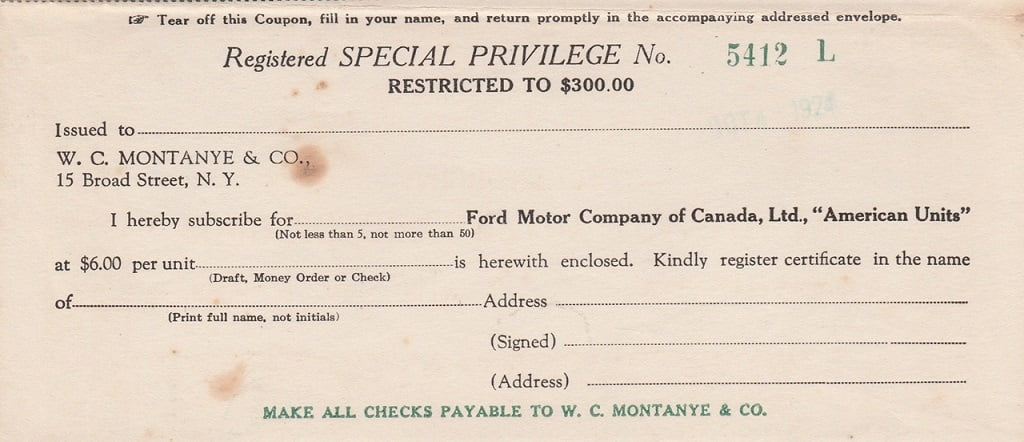 ☞ Tear off this Coupon, fill in your name, and return promptly in the accompanying addressed envelope.
Registered SPECIAL PRIVILEGE No. 5412 L
RESTRICTED TO $300.00
1924
Issued to
W. C. MONTANYE & CO.,
15 Broad Street, N. Y.
I hereby subscribe for Ford Motor Company of Canada, Ltd., "American Units"
(Not less than 5, not more than 50)
at $6.00 per unit is herewith enclosed. Kindly register certificate in the name
(Draft, Money Order or Check)
of Address
(Print full name, not initials)
(Signed)
(Address)
MAKE ALL CHECKS PAYABLE TO W. C. MONTANYE & CO.